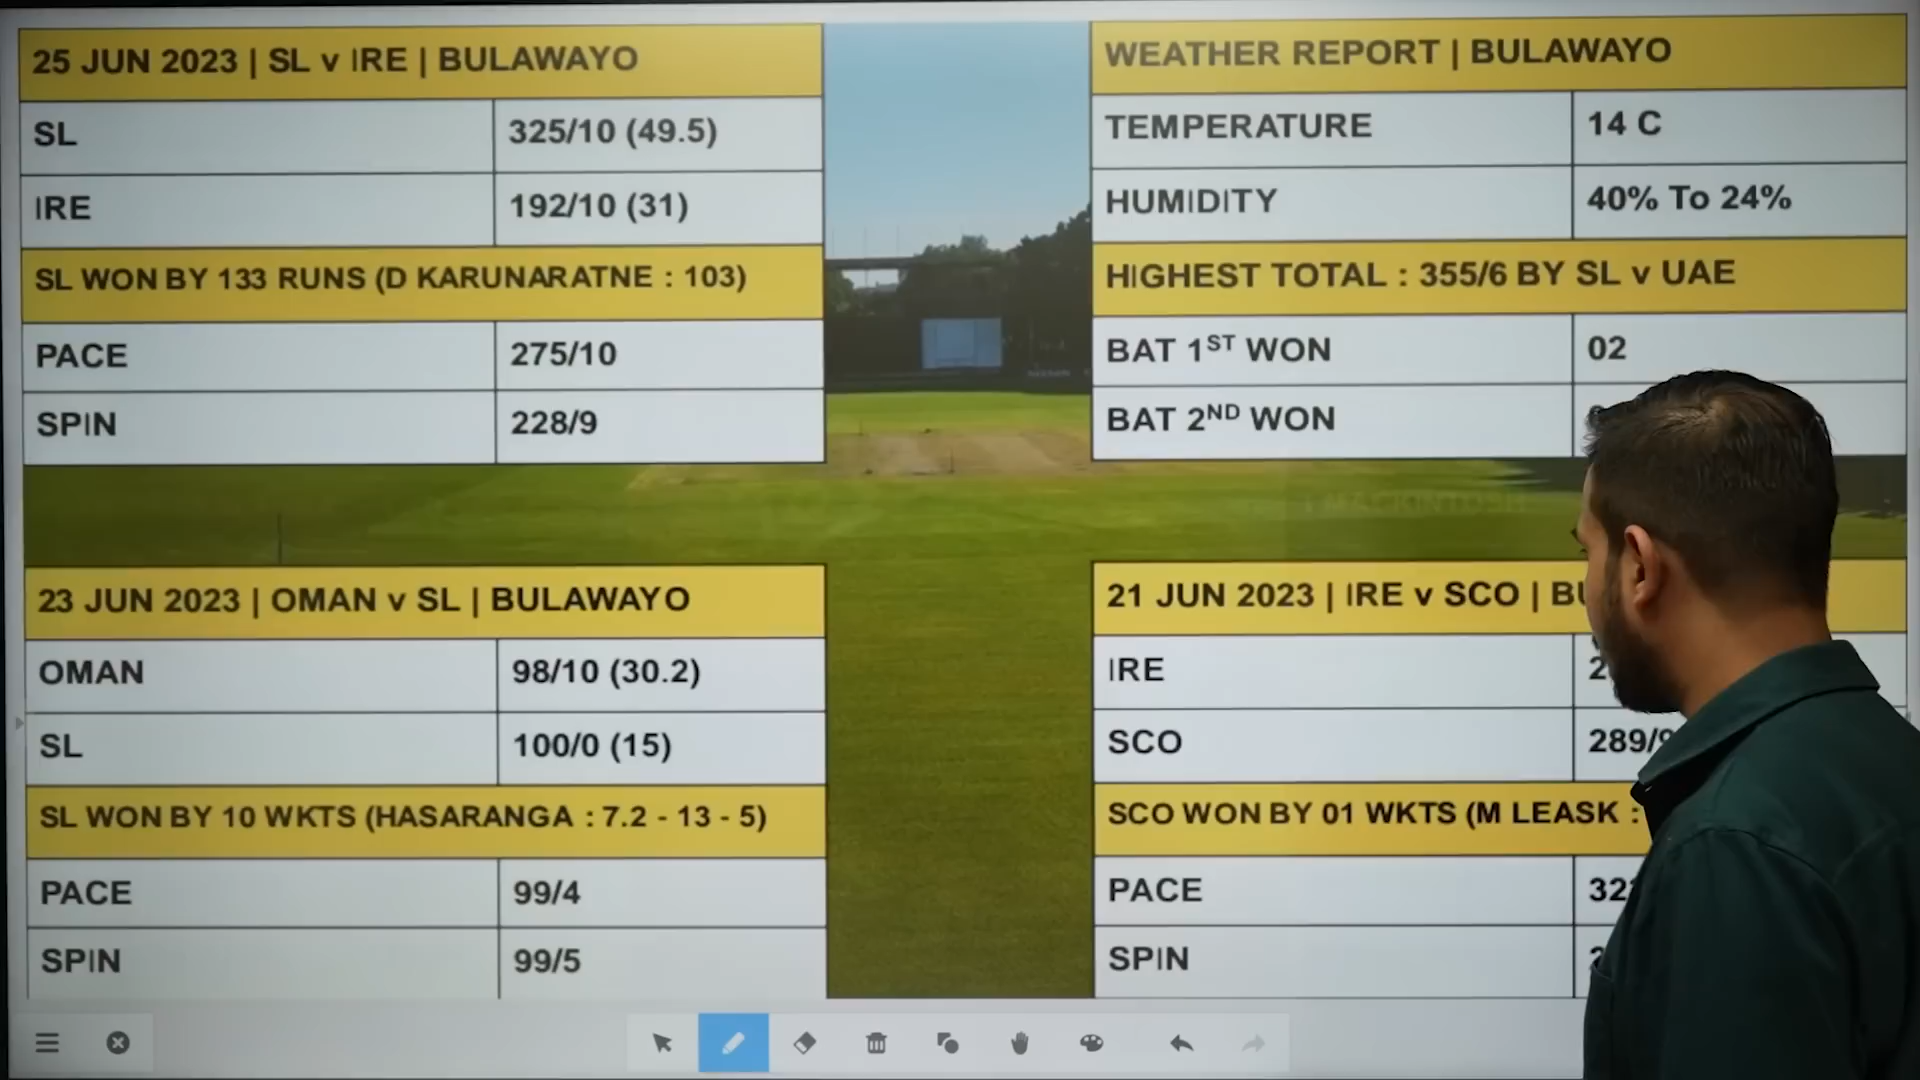 25 JUN 2023 | SL v IRE | BULAWAYO
SL 325/10 (49.5)
IRE 192/10 (31)
SL WON BY 133 RUNS (D KARUNARATNE : 103)
PACE 275/10
SPIN 228/9
WEATHER REPORT | BULAWAYO
TEMPERATURE 14 C
HUMIDITY 40% To 24%
HIGHEST TOTAL : 355/6 BY SL v UAE
BAT 1ST WON 02
BAT 2ND WON
23 JUN 2023 | OMAN v SL | BULAWAYO
OMAN 98/10 (30.2)
SL 100/0 (15)
SL WON BY 10 WKTS (HASARANGA : 7.2 - 13 - 5)
PACE 99/4
SPIN 99/5
21 JUN 2023 | IRE v SCO |
IRE
SCO 289/9
SCO WON BY 01 WKTS (M LEASK :
PACE
SPIN